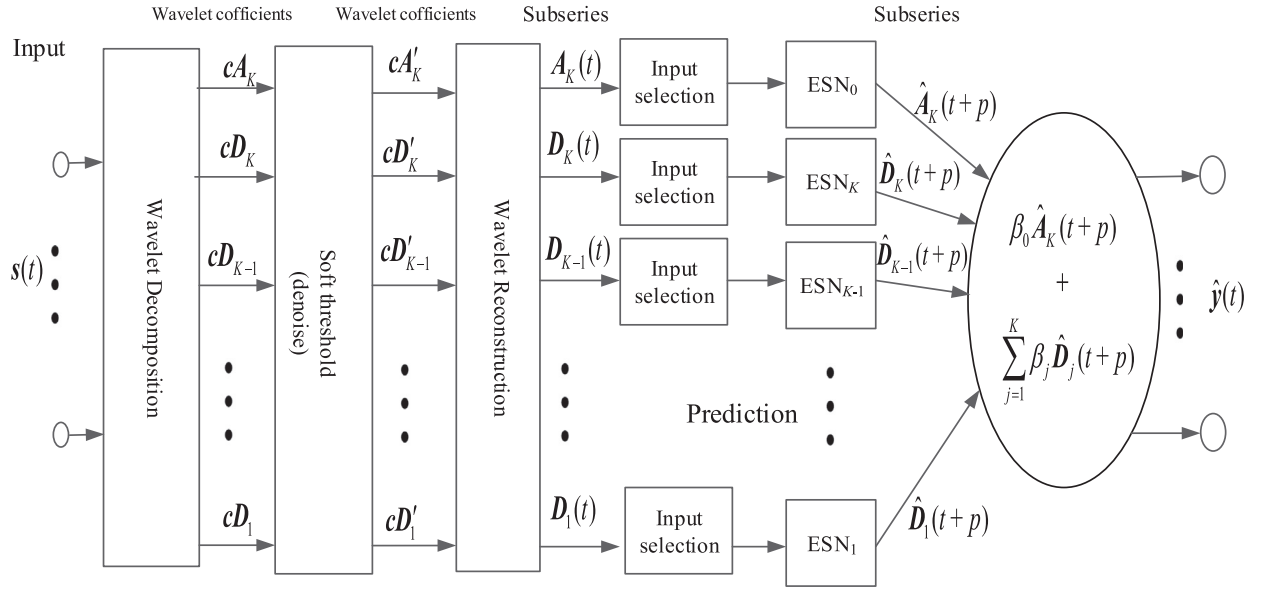 Wavelet cofficients
Wavelet cofficients
Subseries
Subseries
Input
s(t)
Wavelet Decomposition
cA_K
cD_K
cD_{K−1}
cD_1
Soft threshold
(denoise)
cA′_K
cD′_K
cD′_{K−1}
cD′_1
Wavelet Reconstruction
A_K(t)
D_K(t)
D_{K−1}(t)
D_1(t)
Input
selection
Input
selection
Input
selection
Input
selection
Prediction
ESN_0
ESN_K
ESN_{K-1}
ESN_1
Â_K(t+p)
D̂_K(t+p)
D̂_{K−1}(t+p)
D̂_1(t+p)
β_0 Â_K(t+p)
+
∑_{j=1}^{K} β_j D̂_j(t+p)
ŷ(t)